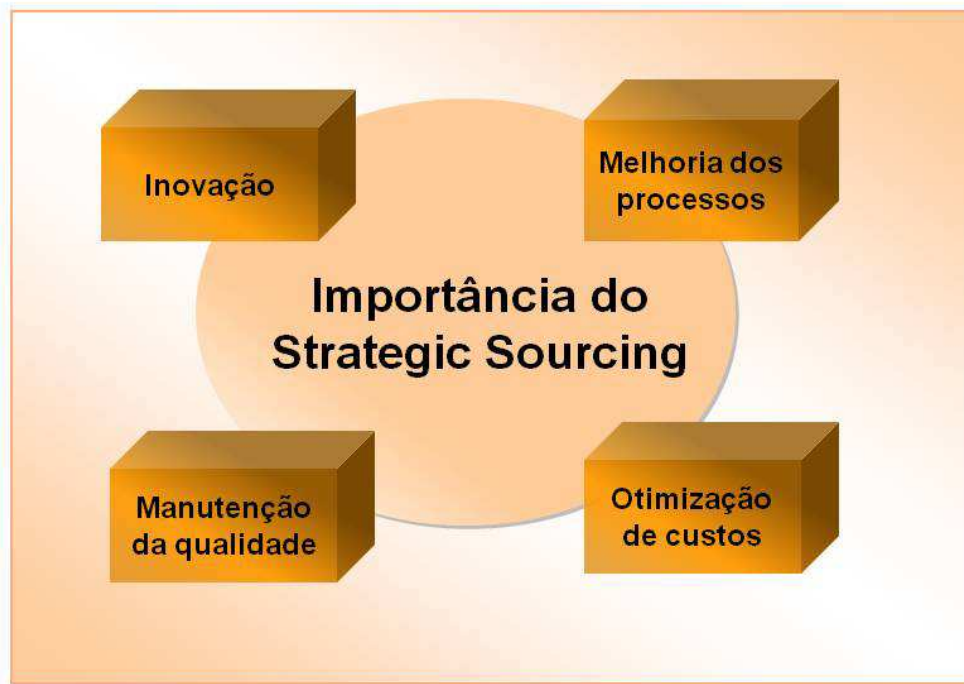 Inovação
Melhoria dos
processos
Importância do
Strategic Sourcing
Manutenção
da qualidade
Otimização
de custos